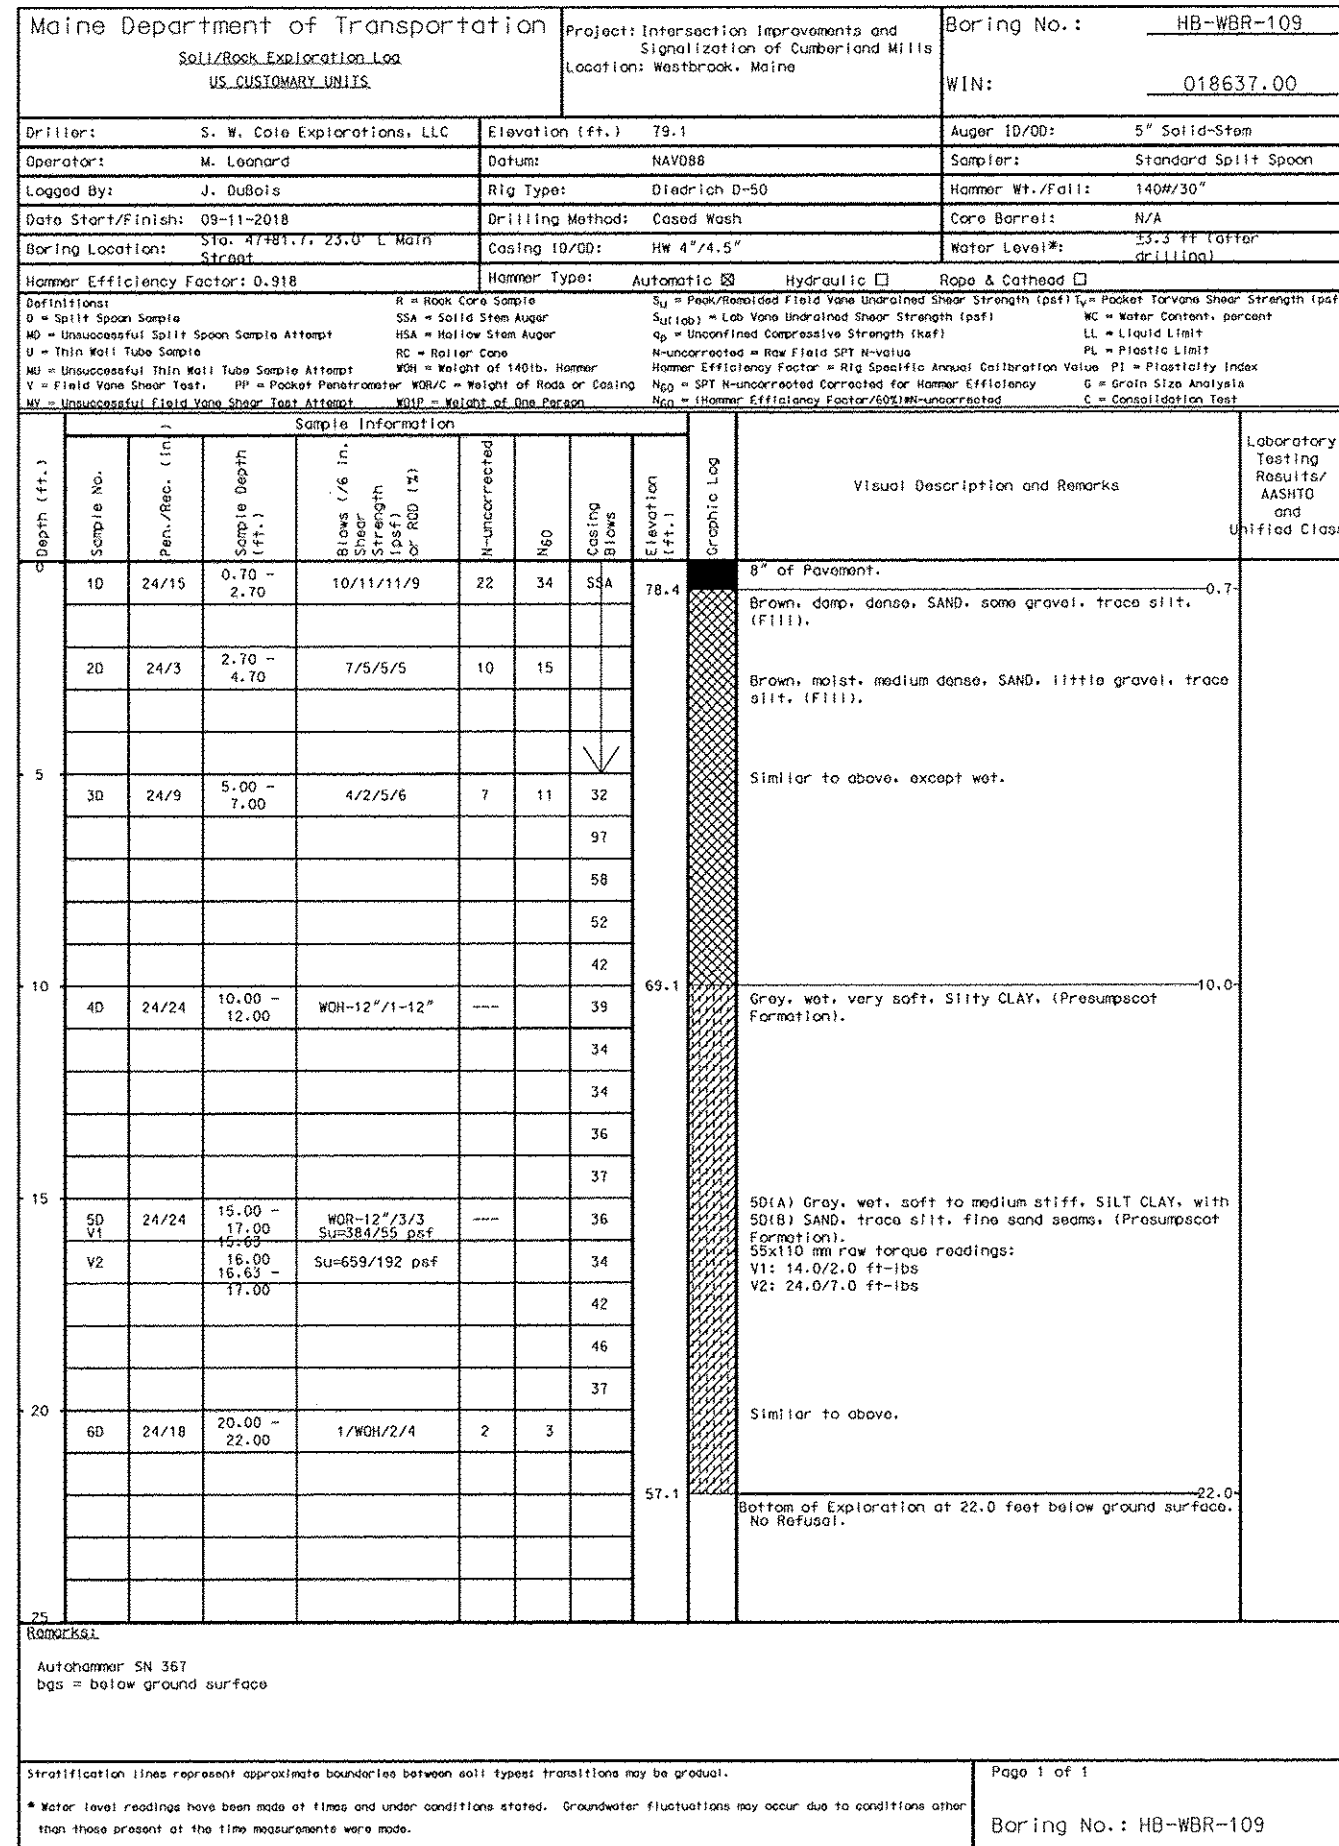 Maine Department of Transportation
Soil/Rock Exploration Log
US CUSTOMARY UNITS
Project: Intersection Improvements and
Signalization of Cumberland Mills
Location: Westbrook, Maine
Boring No.: HB-WBR-109
WIN: 018637.00
Driller: S. W. Cole Explorations, LLC Elevation (ft.) 79.1 Auger ID/OD: 5" Solid-Stem
Operator: M. Leonard Datum: NAVD88 Sampler: Standard Split Spoon
Logged By: J. DuBois Rig Type: Diedrich D-50 Hammer Wt./Fall: 140#/30"
Date Start/Finish: 09-11-2018 Drilling Method: Cased Wash Core Barrel: N/A
Boring Location: Sta. 47+81.7, 23.0' L Main Street Casing ID/OD: HW 4"/4.5" Water Level*: ±3.3 ft (after drilling)
Hammer Efficiency Factor: 0.918 Hammer Type: Automatic ☒ Hydraulic ☐ Rope & Cathead ☐
Definitions: R = Rock Core Sample Su = Peak/Remolded Field Vane Undrained Shear Strength (psf) Tv = Pocket Torvane Shear Strength (psf
D = Split Spoon Sample SSA = Solid Stem Auger Su(lab) = Lab Vane Undrained Shear Strength (psf) WC = Water Content, percent
MD = Unsuccessful Split Spoon Sample Attempt HSA = Hollow Stem Auger qp = Unconfined Compressive Strength (ksf) LL = Liquid Limit
U = Thin Wall Tube Sample RC = Roller Cone N-uncorrected = Raw Field SPT N-value PL = Plastic Limit
MU = Unsuccessful Thin Wall Tube Sample Attempt WOH = Weight of 140lb. Hammer Hammer Efficiency Factor = Rig Specific Annual Calibration Value PI = Plasticity Index
V = Field Vane Shear Test, PP = Pocket Penetrometer WOR/C = Weight of Rods or Casing N60 = SPT N-uncorrected Corrected for Hammer Efficiency G = Grain Size Analysis
MV = Unsuccessful Field Vane Shear Test Attempt WO1P = Weight of One Person N60 = (Hammer Efficiency Factor/60%)*N-uncorrected C = Consolidation Test
Sample Information
Depth (ft.)
Sample No.
Pen./Rec. (in.)
Sample Depth (ft.)
Blows (/6 in.) Shear Strength (psf) or RQD (%)
N-uncorrected
N60
Casing Blows
Elevation (ft.)
Graphic Log
Visual Description and Remarks
Laboratory
Testing
Results/
AASHTO
and
Unified Class
0
1D 24/15 0.70 - 2.70 10/11/11/9 22 34 SSA 78.4
8" of Pavement.
0.7
Brown, damp, dense, SAND, some gravel, trace silt,
(Fill).
2D 24/3 2.70 - 4.70 7/5/5/5 10 15
Brown, moist, medium dense, SAND, little gravel, trace
silt, (Fill).
5
3D 24/9 5.00 - 7.00 4/2/5/6 7 11 32
Similar to above, except wet.
97
58
52
42
10 69.1 10.0
4D 24/24 10.00 - 12.00 WOH-12"/1-12" --- 39
Grey, wet, very soft, Silty CLAY, (Presumpscot
Formation).
34
34
36
37
15
5D 24/24 15.00 - 17.00 WOR-12"/3/3 --- 36
V1 15.63 - 16.00 Su=384/55 psf
V2 16.63 - 17.00 Su=659/192 psf 34
5D(A) Grey, wet, soft to medium stiff, SILT CLAY, with
5D(B) SAND, trace silt, fine sand seams, (Presumpscot
Formation).
55x110 mm raw torque readings:
V1: 14.0/2.0 ft-lbs
V2: 24.0/7.0 ft-lbs
42
46
37
20
6D 24/18 20.00 - 22.00 1/WOH/2/4 2 3
Similar to above.
57.1 22.0
Bottom of Exploration at 22.0 feet below ground surface.
No Refusal.
25
Remarks:
Autohammer SN 367
bgs = below ground surface
Stratification lines represent approximate boundaries between soil types; transitions may be gradual.
* Water level readings have been made at times and under conditions stated. Groundwater fluctuations may occur due to conditions other
than those present at the time measurements were made.
Page 1 of 1
Boring No.: HB-WBR-109